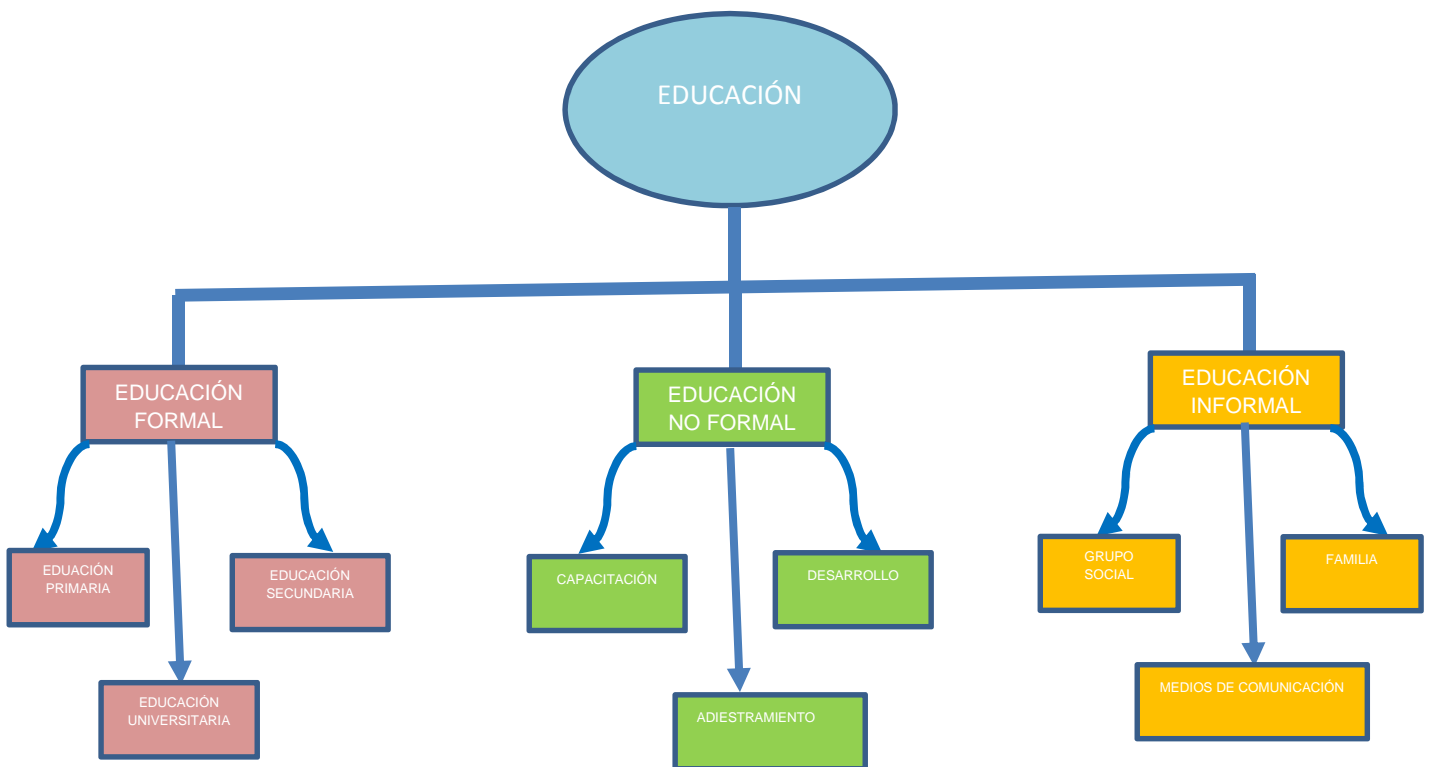 EDUCACIÓN
EDUCACIÓN
FORMAL
EDUCACIÓN
NO FORMAL
EDUCACIÓN
INFORMAL
EDUACIÓN
PRIMARIA
EDUCACIÓN
SECUNDARIA
EDUCACIÓN
UNIVERSITARIA
CAPACITACIÓN
DESARROLLO
ADIESTRAMIENTO
GRUPO
SOCIAL
FAMILIA
MEDIOS DE COMUNICACIÓN